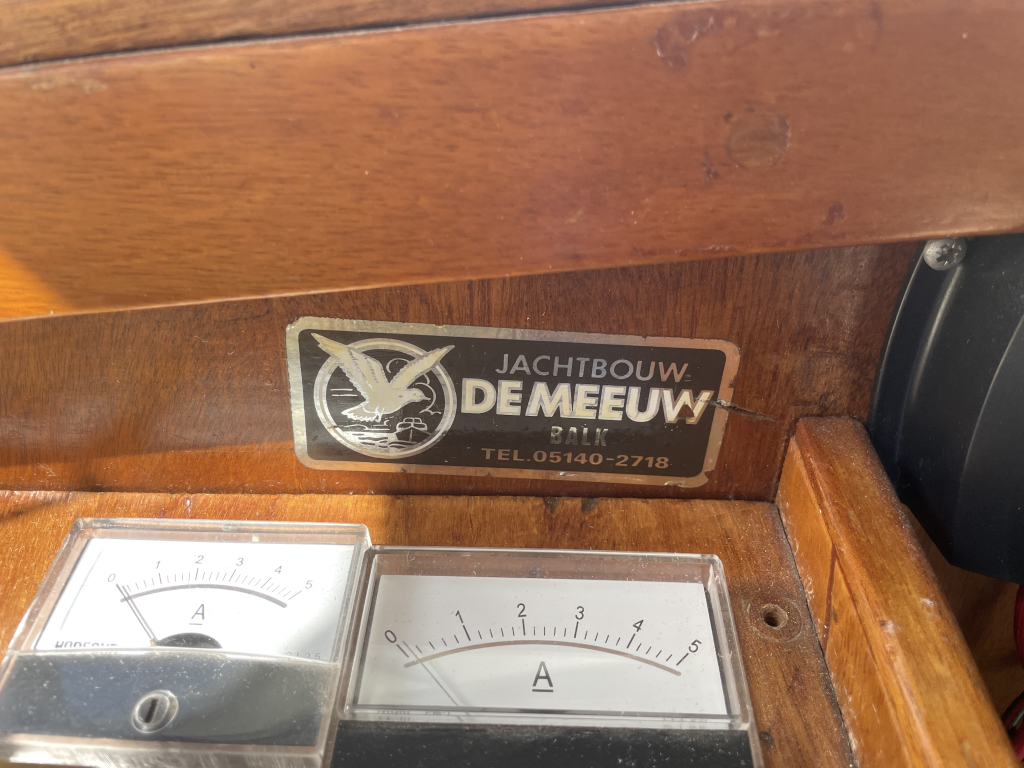 JACHTBOUW
DE MEEUW
BALK
TEL.05140-2718
0 1 2 3 4 5
A
0 1 2 3 4 5
A